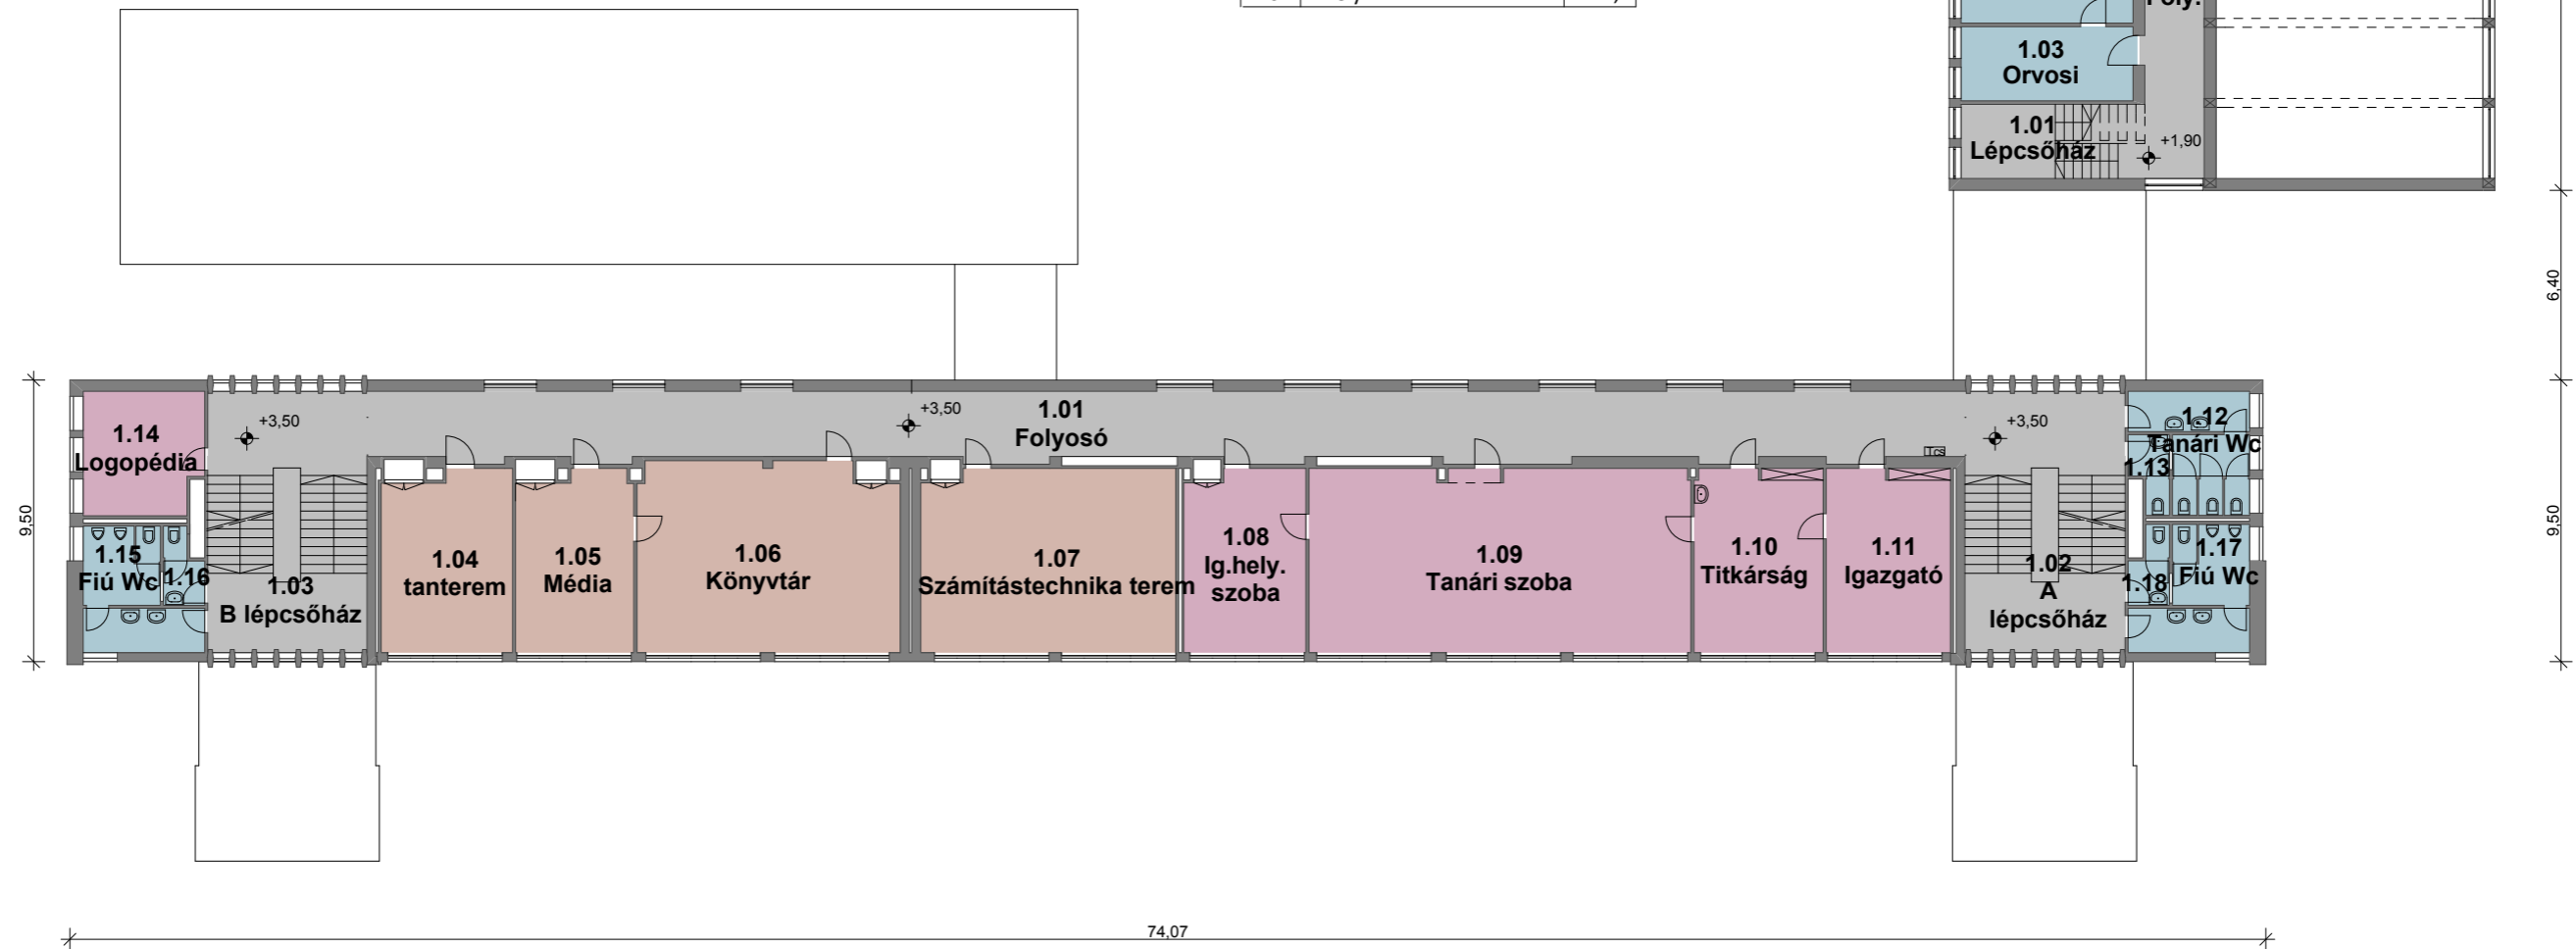 Foly.
1.03
Orvosi
1.01
Lépcsőház
+1,90
6,40
9,50
9,50
1.14
Logopédia
+3,50
+3,50
1.01
Folyosó
+3,50
Tcs
1.12
Tanári Wc
1.13
1.15
Fiú Wc
1.16
1.03
B lépcsőház
1.04
tanterem
1.05
Média
1.06
Könyvtár
1.07
Számítástechnika terem
1.08
Ig.hely.
szoba
1.09
Tanári szoba
1.10
Titkárság
1.11
Igazgató
1.02
A
lépcsőház
1.17
Fiú Wc
1.18
74,07